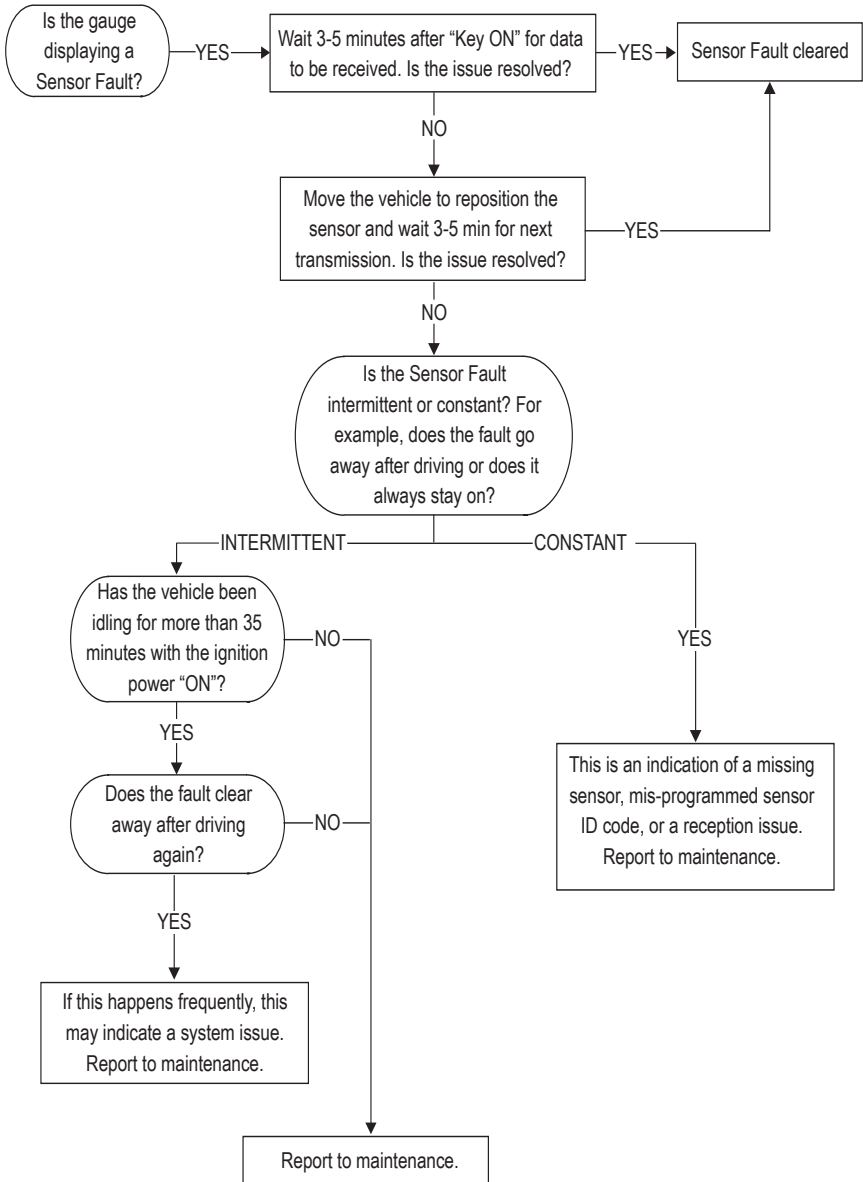 Is the gauge
displaying a
Sensor Fault?
YES
Wait 3-5 minutes after “Key ON” for data
to be received. Is the issue resolved?
YES
Sensor Fault cleared
NO
Move the vehicle to reposition the
sensor and wait 3-5 min for next
transmission. Is the issue resolved?
YES
NO
Is the Sensor Fault
intermittent or constant? For
example, does the fault go
away after driving or does it
always stay on?
INTERMITTENT
CONSTANT
Has the vehicle been
idling for more than 35
minutes with the ignition
power “ON”?
NO
YES
YES
Does the fault clear
away after driving
again?
NO
This is an indication of a missing
sensor, mis-programmed sensor
ID code, or a reception issue.
Report to maintenance.
YES
If this happens frequently, this
may indicate a system issue.
Report to maintenance.
Report to maintenance.